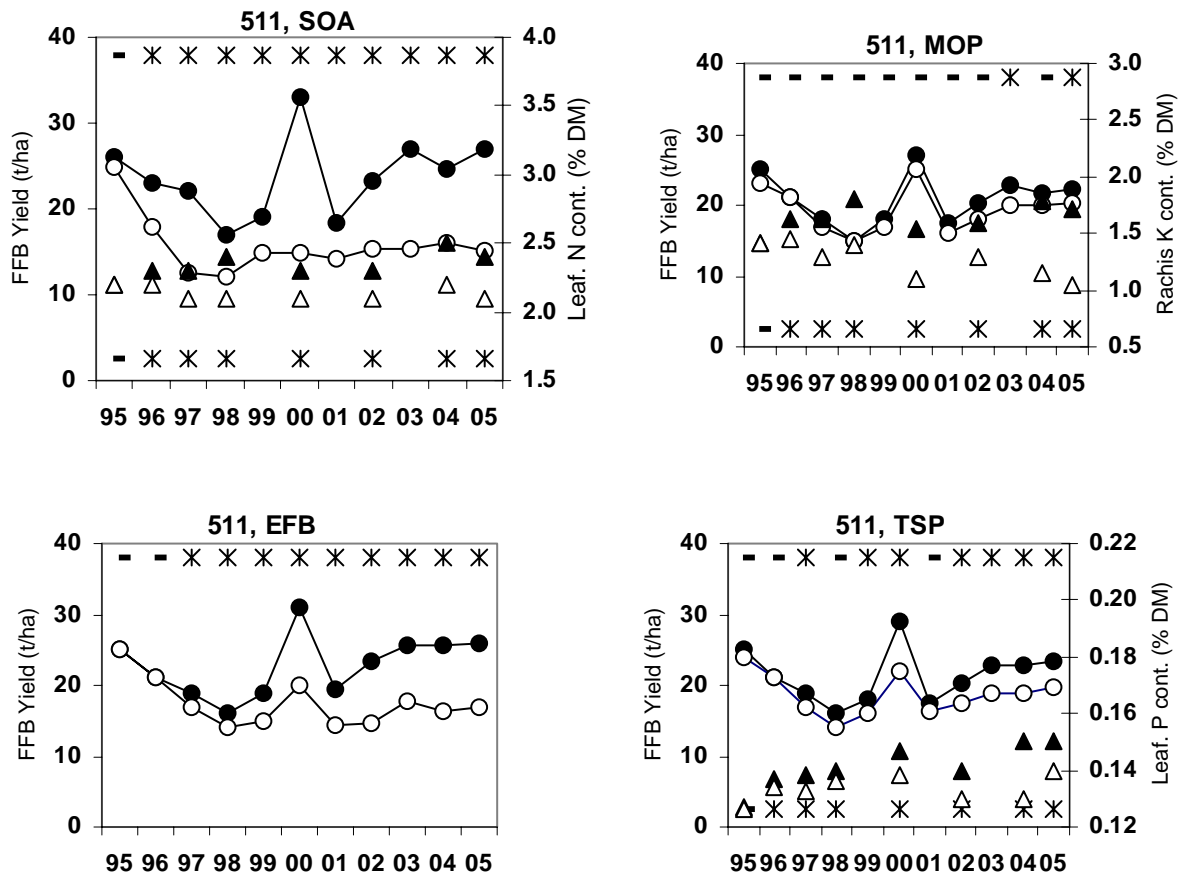 511, SOA
40
30
20
10
0
FFB Yield (t/ha)
4.0
3.5
3.0
2.5
2.0
1.5
Leaf. N cont. (% DM)
95 96 97 98 99 00 01 02 03 04 05
511, MOP
40
30
20
10
0
FFB Yield (t/ha)
3.0
2.5
2.0
1.5
1.0
0.5
Rachis K cont. (% DM)
95 96 97 98 99 00 01 02 03 04 05
511, EFB
40
30
20
10
0
FFB Yield (t/ha)
95 96 97 98 99 00 01 02 03 04 05
511, TSP
40
30
20
10
0
FFB Yield (t/ha)
0.22
0.20
0.18
0.16
0.14
0.12
Leaf. P cont. (% DM)
95 96 97 98 99 00 01 02 03 04 05